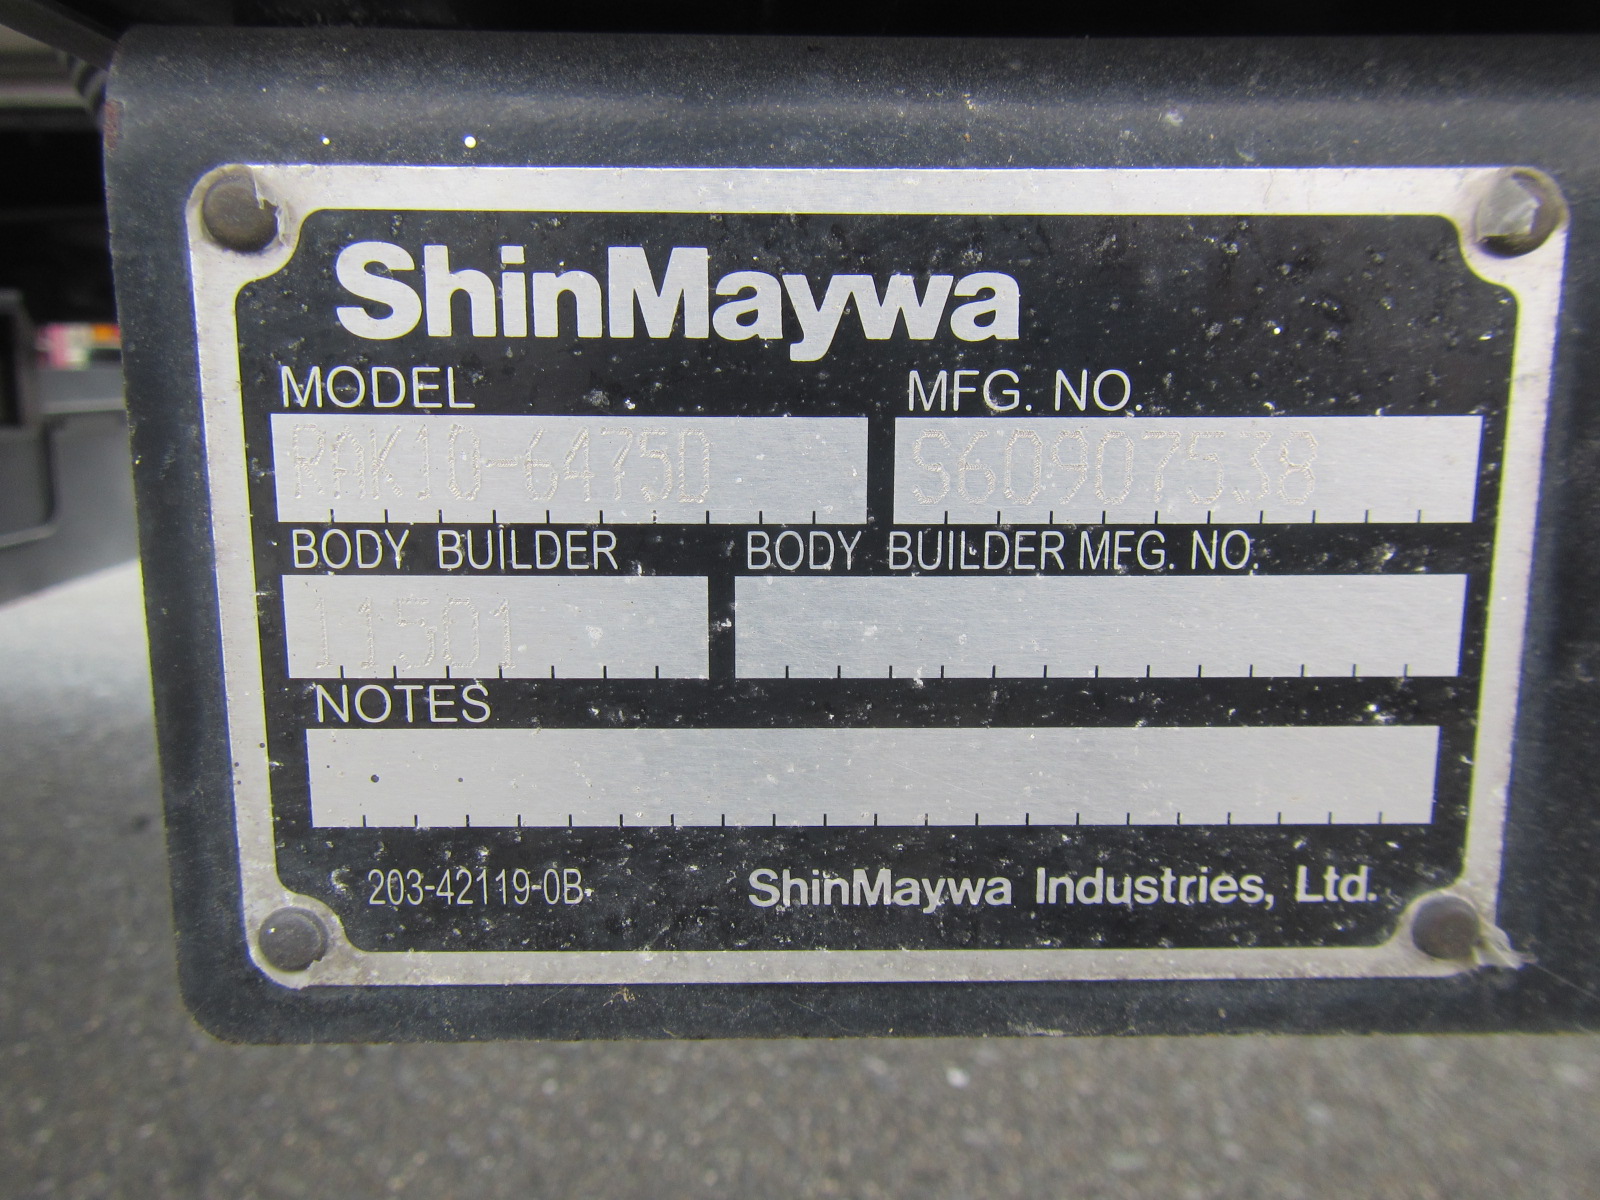 ShinMaywa
MODEL MFG. NO.
RAK10-6475D S60907538
BODY BUILDER BODY BUILDER MFG. NO.
11501
NOTES
203-42119-0B ShinMaywa Industries, Ltd.